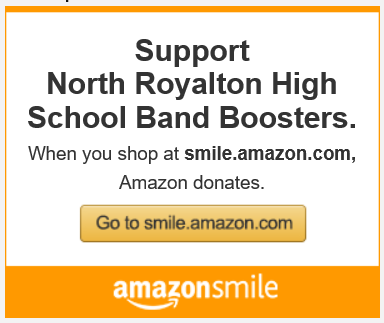 Support
North Royalton High
School Band Boosters.
When you shop at smile.amazon.com,
Amazon donates.
Go to smile.amazon.com
amazonsmile